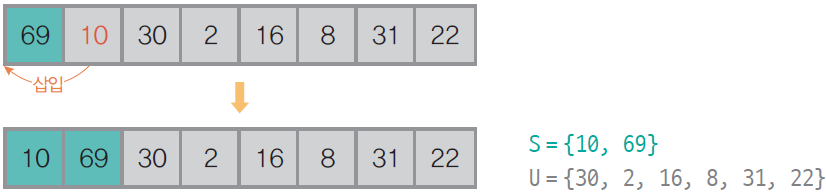 69 10 30 2 16 8 31 22
삽입
10 69 30 2 16 8 31 22
S = {10, 69}
U = {30, 2, 16, 8, 31, 22}